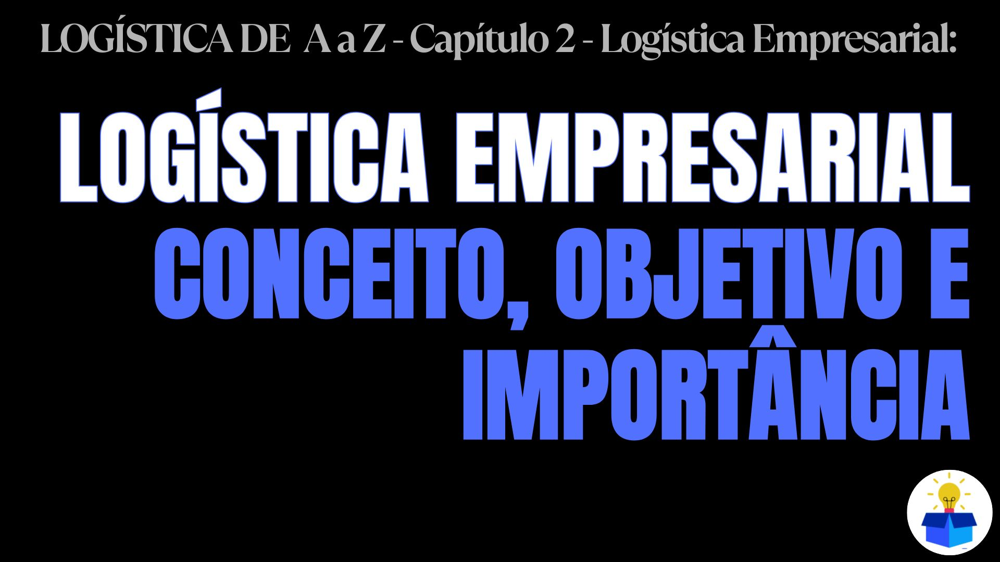 LOGÍSTICA DE A a Z - Capítulo 2 - Logística Empresarial:
LOGÍSTICA EMPRESARIAL
CONCEITO, OBJETIVO E
IMPORTÂNCIA